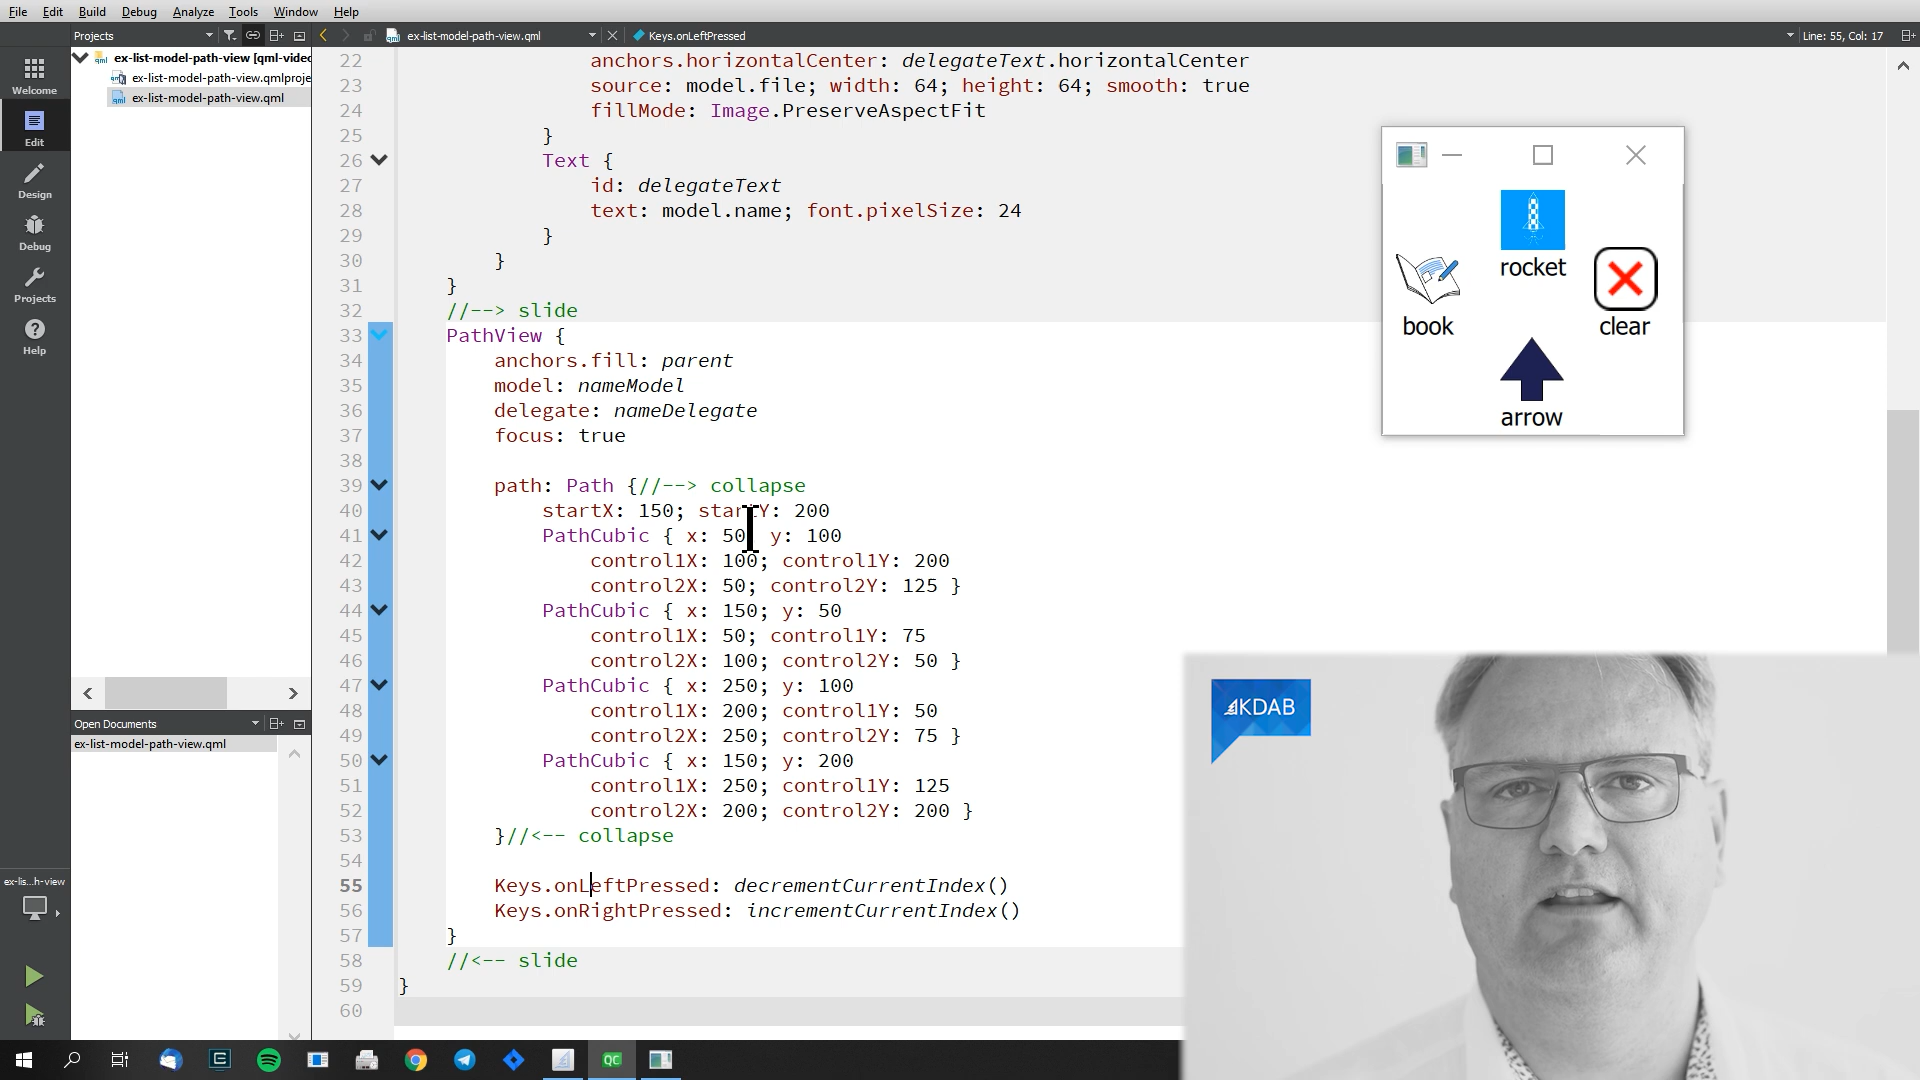 File Edit Build Debug Analyze Tools Window Help
Projects
ex-list-model-path-view.qml
Keys.onLeftPressed
Line: 55, Col: 17
Welcome
Edit
Design
Debug
Projects
Help
ex-list-model-path-view [qml-videc
ex-list-model-path-view.qmlproje
ex-list-model-path-view.qml
Open Documents
ex-list-model-path-view.qml
ex-lis...h-view
22 anchors.horizontalCenter: delegateText.horizontalCenter
23 source: model.file; width: 64; height: 64; smooth: true
24 fillMode: Image.PreserveAspectFit
25 }
26 Text {
27 id: delegateText
28 text: model.name; font.pixelSize: 24
29 }
30 }
31 }
32 //--> slide
33 PathView {
34 anchors.fill: parent
35 model: nameModel
36 delegate: nameDelegate
37 focus: true
38
39 path: Path {//--> collapse
40 startX: 150; startY: 200
41 PathCubic { x: 50; y: 100
42 control1X: 100; control1Y: 200
43 control2X: 50; control2Y: 125 }
44 PathCubic { x: 150; y: 50
45 control1X: 50; control1Y: 75
46 control2X: 100; control2Y: 50 }
47 PathCubic { x: 250; y: 100
48 control1X: 200; control1Y: 50
49 control2X: 250; control2Y: 75 }
50 PathCubic { x: 150; y: 200
51 control1X: 250; control1Y: 125
52 control2X: 200; control2Y: 200 }
53 }//<-- collapse
54
55 Keys.onLeftPressed: decrementCurrentIndex()
56 Keys.onRightPressed: incrementCurrentIndex()
57 }
58 //<-- slide
59 }
60
rocket
book
clear
arrow
KDAB
QC